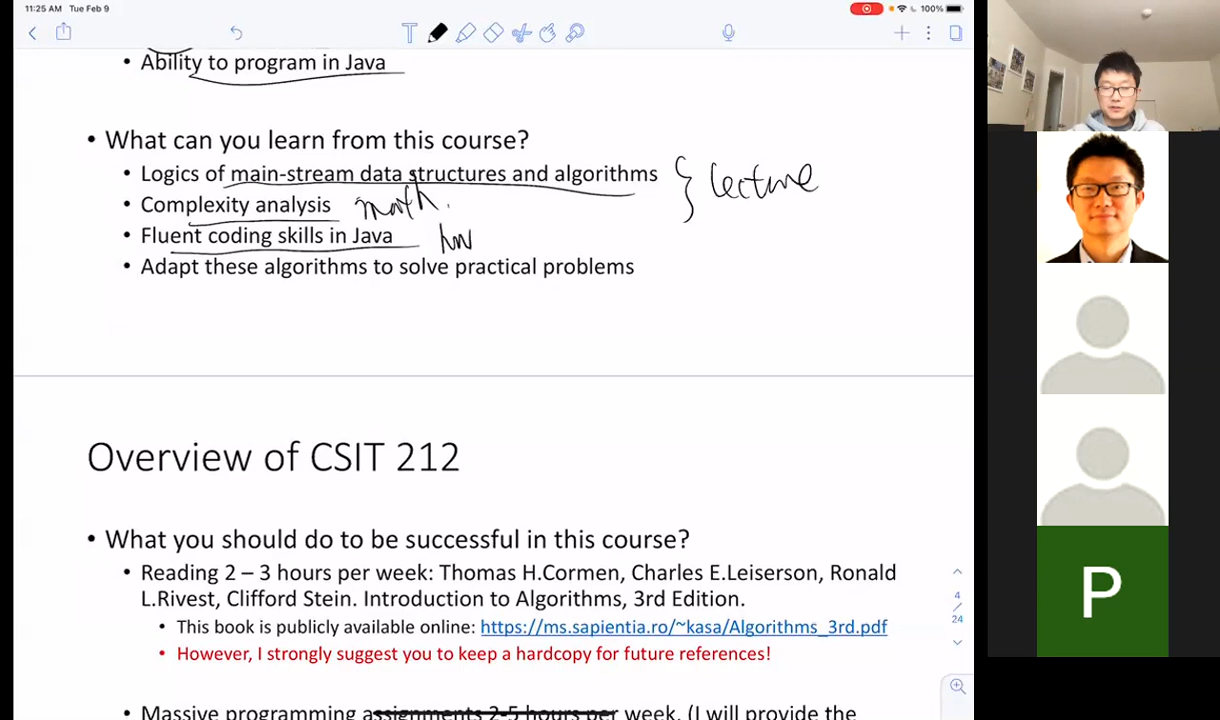 11:25 AM Tue Feb 9
100%
T
• Ability to program in Java
• What can you learn from this course?
• Logics of main-stream data structures and algorithms } lecture
• Complexity analysis math.
• Fluent coding skills in Java hw
• Adapt these algorithms to solve practical problems
Overview of CSIT 212
• What you should do to be successful in this course?
• Reading 2 – 3 hours per week: Thomas H.Cormen, Charles E.Leiserson, Ronald
L.Rivest, Clifford Stein. Introduction to Algorithms, 3rd Edition.
• This book is publicly available online: https://ms.sapientia.ro/~kasa/Algorithms_3rd.pdf
• However, I strongly suggest you to keep a hardcopy for future references!
• Massive programming assignments 2-5 hours per week. (I will provide the
4
/
24
P